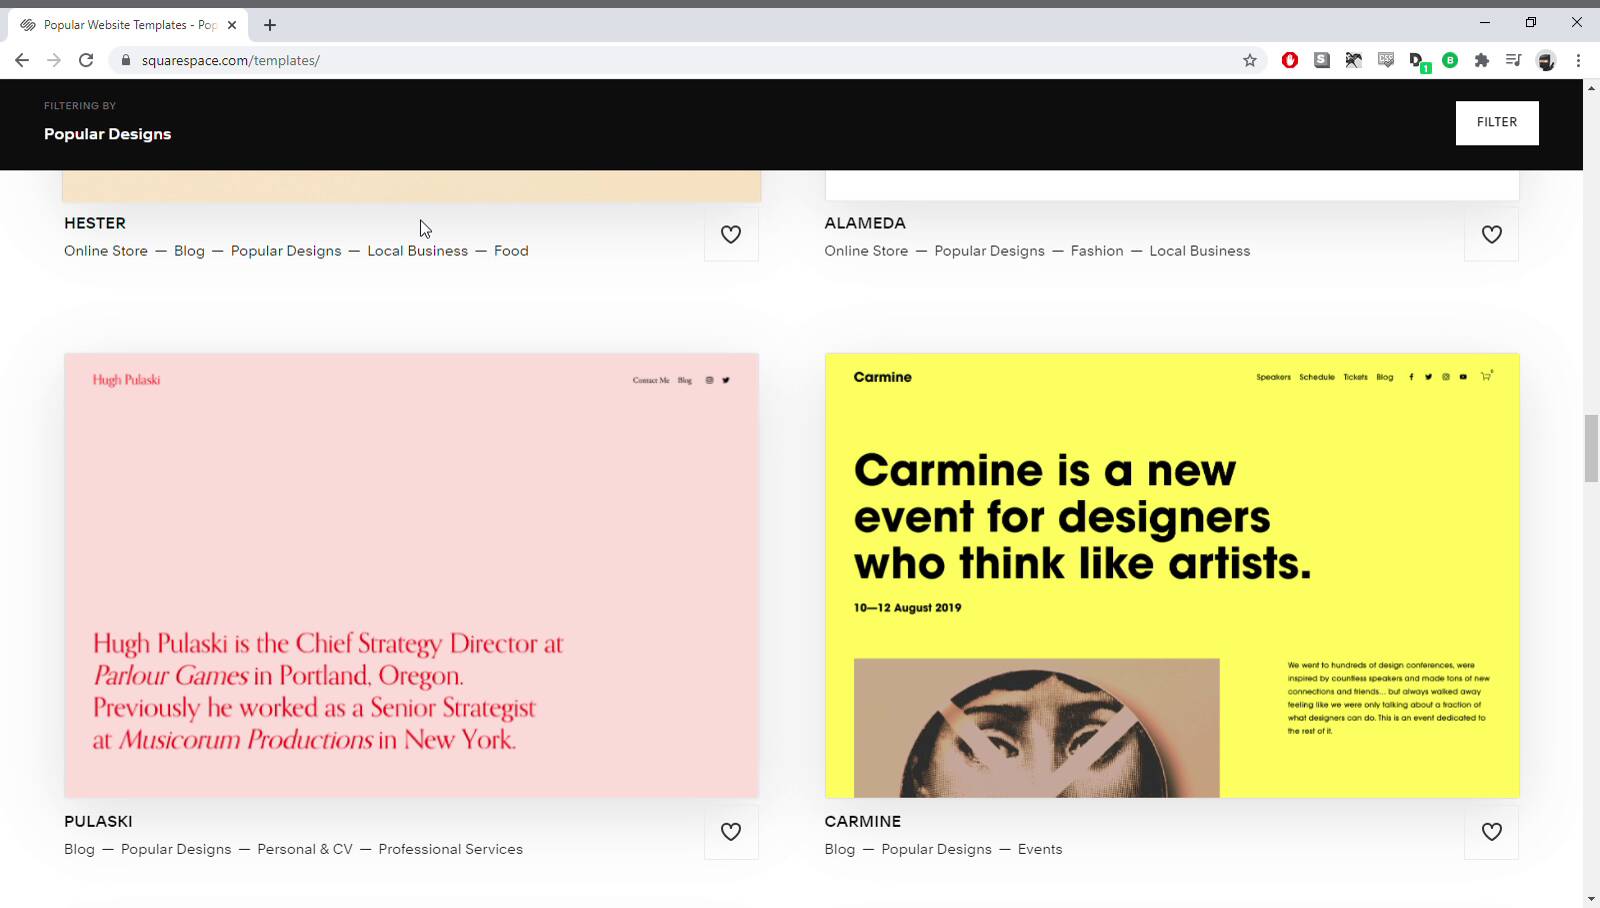 Popular Website Templates - Pop
squarespace.com/templates/
FILTERING BY
Popular Designs
FILTER
HESTER
Online Store — Blog — Popular Designs — Local Business — Food
ALAMEDA
Online Store — Popular Designs — Fashion — Local Business
Hugh Pulaski
Contact Me Blog
Hugh Pulaski is the Chief Strategy Director at
Parlour Games in Portland, Oregon.
Previously he worked as a Senior Strategist
at Musicorum Productions in New York.
PULASKI
Blog — Popular Designs — Personal & CV — Professional Services
Carmine
Speakers Schedule Tickets Blog
Carmine is a new
event for designers
who think like artists.
10—12 August 2019
We went to hundreds of design conferences, were
inspired by countless speakers and made tons of new
connections and friends... but always walked away
feeling like we were only talking about a fraction of
what designers can do. This is an event dedicated to
the rest of it.
CARMINE
Blog — Popular Designs — Events